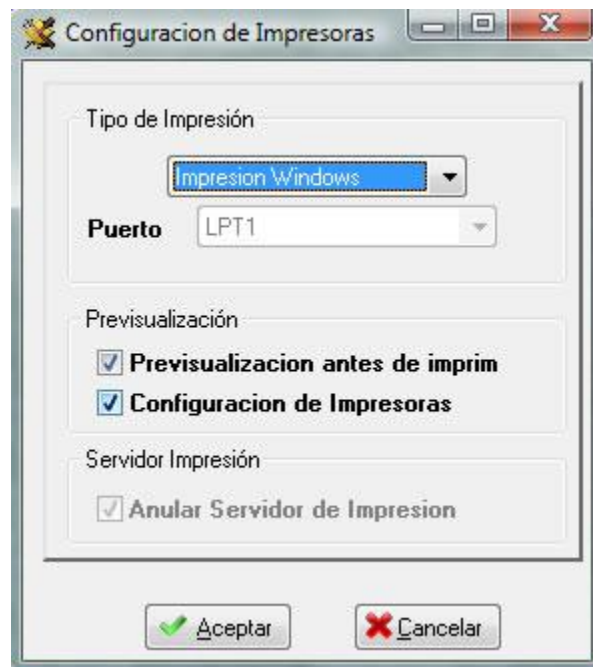 Configuracion de Impresoras
Tipo de Impresión
Impresion Windows
Puerto LPT1
Previsualización
Previsualizacion antes de imprim
Configuracion de Impresoras
Servidor Impresión
Anular Servidor de Impresion
Aceptar Cancelar